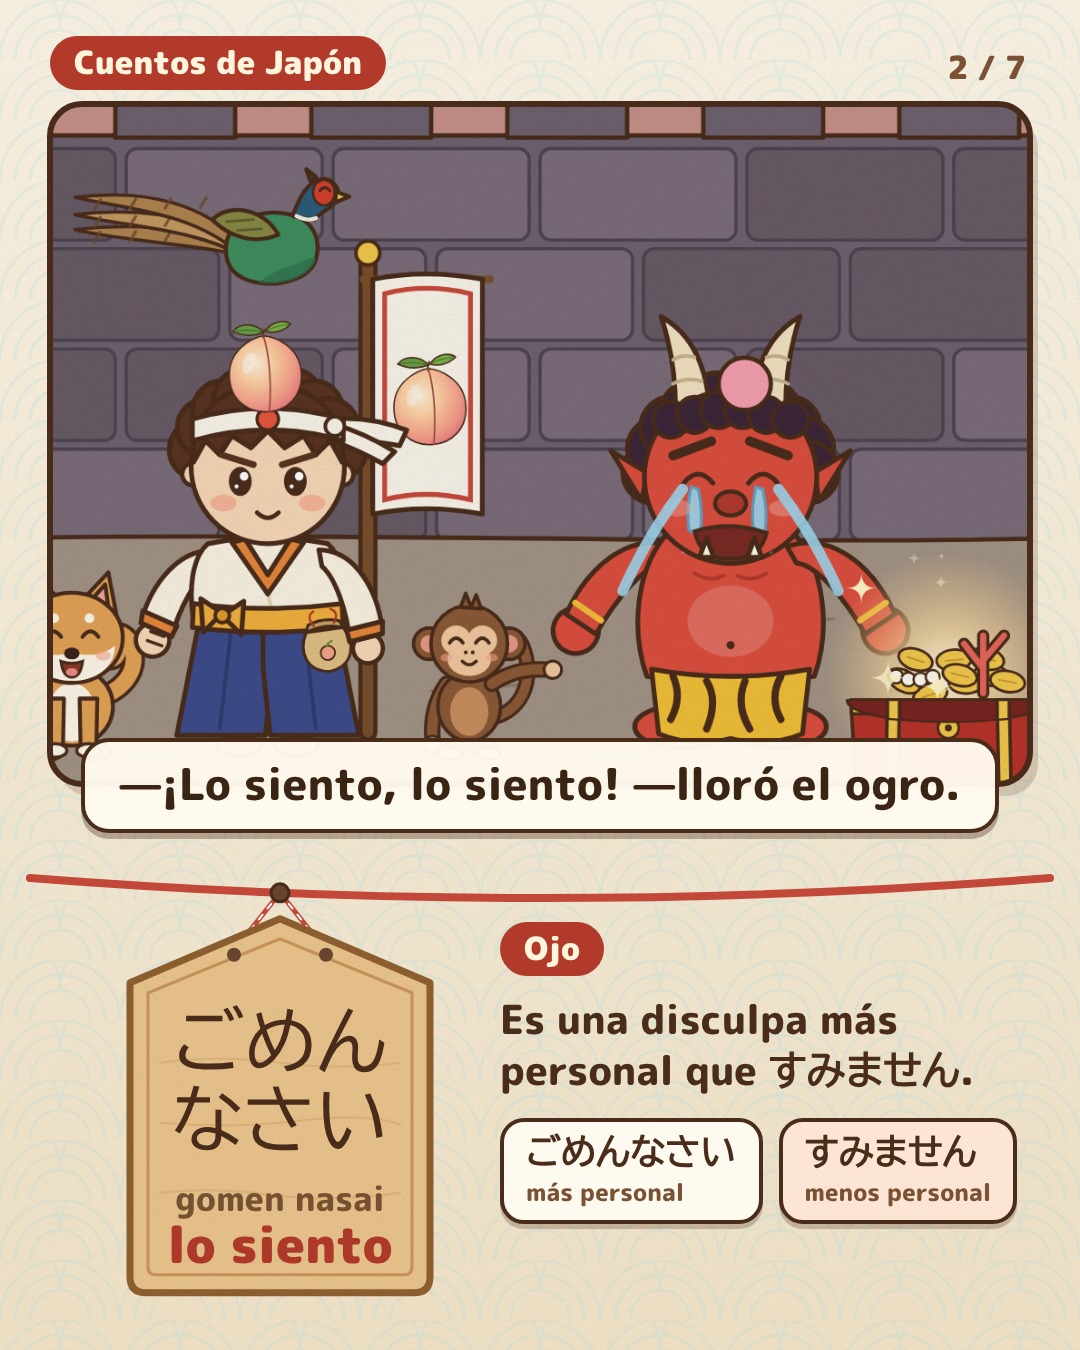 Cuentos de Japón
2 / 7
—¡Lo siento, lo siento! —lloró el ogro.
ごめん
なさい
gomen nasai
lo siento
Ojo
Es una disculpa más
personal que すみません.
ごめんなさい
más personal
すみません
menos personal